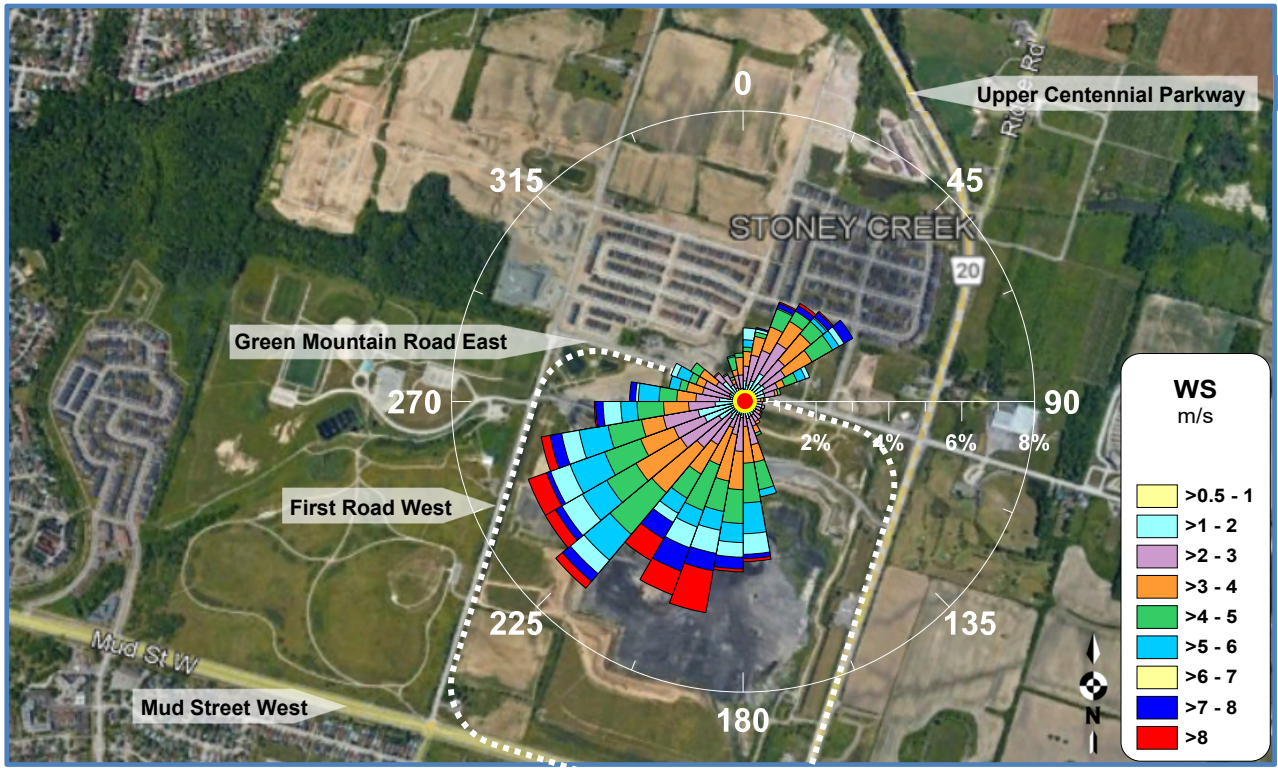 Upper Centennial Parkway
Ridge Rd
0
315
45
STONEY CREEK
20
Green Mountain Road East
270
90
2%
4%
6%
8%
First Road West
225
135
180
Mud St W
Mud Street West
N
WS
m/s
>0.5 - 1
>1 - 2
>2 - 3
>3 - 4
>4 - 5
>5 - 6
>6 - 7
>7 - 8
>8